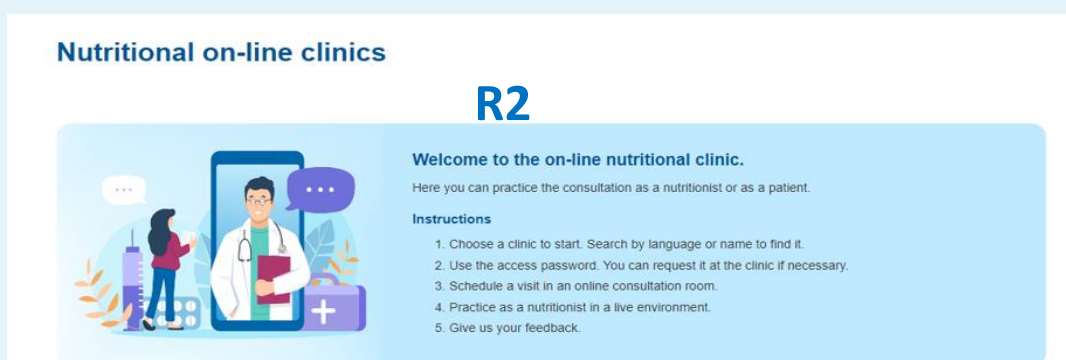 Nutritional on-line clinics
R2
Welcome to the on-line nutritional clinic.
Here you can practice the consultation as a nutritionist or as a patient.
Instructions
1. Choose a clinic to start. Search by language or name to find it.
2. Use the access password. You can request it at the clinic if necessary.
3. Schedule a visit in an online consultation room.
4. Practice as a nutritionist in a live environment.
5. Give us your feedback.